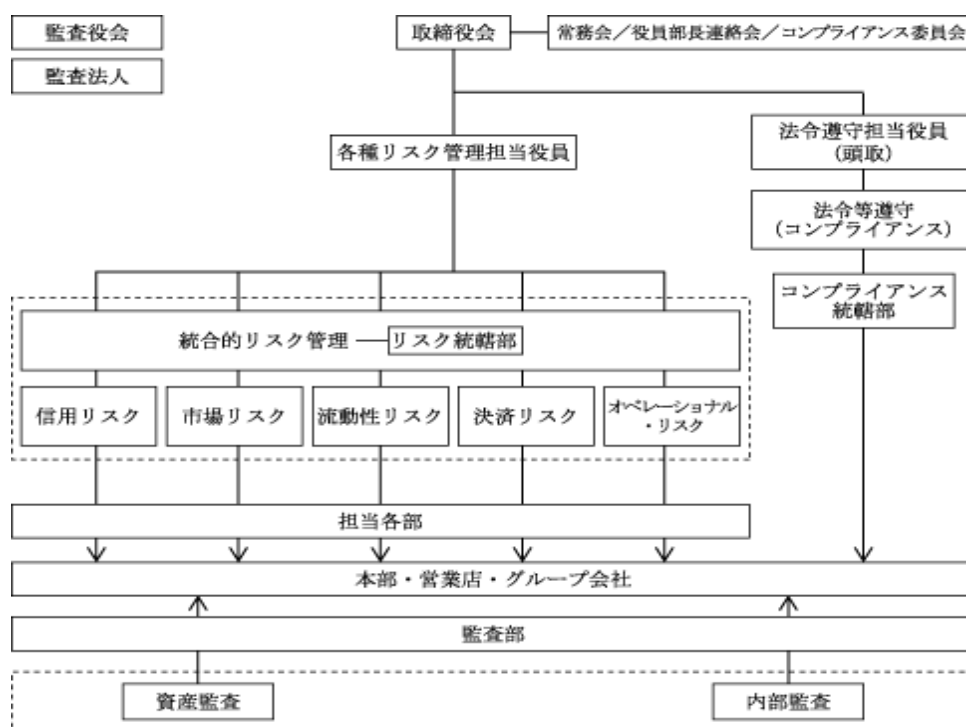 監査役会
取締役会
常務会／役員部長連絡会／コンプライアンス委員会
監査法人
各種リスク管理担当役員
法令遵守担当役員
(頭取)
法令等遵守
(コンプライアンス)
コンプライアンス
統轄部
統合的リスク管理
リスク統轄部
信用リスク
市場リスク
流動性リスク
決済リスク
オペレーショナル
・リスク
担当各部
本部・営業店・グループ会社
監査部
資産監査
内部監査